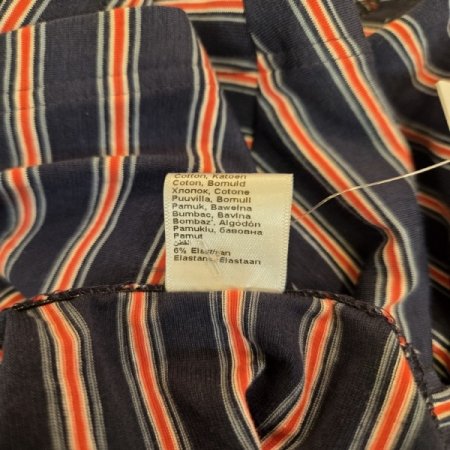 Cotton, Katoen
Coton, Bomuld
Хлопок, Cotone
Puuvilla, Bomull
Pamuk, Bawełna
Bumbac, Bavlna
Bombaž, Algodón
Pamukiu, бавовна
Pamut
قطن
6% Elastan
Elastane, Elastaan